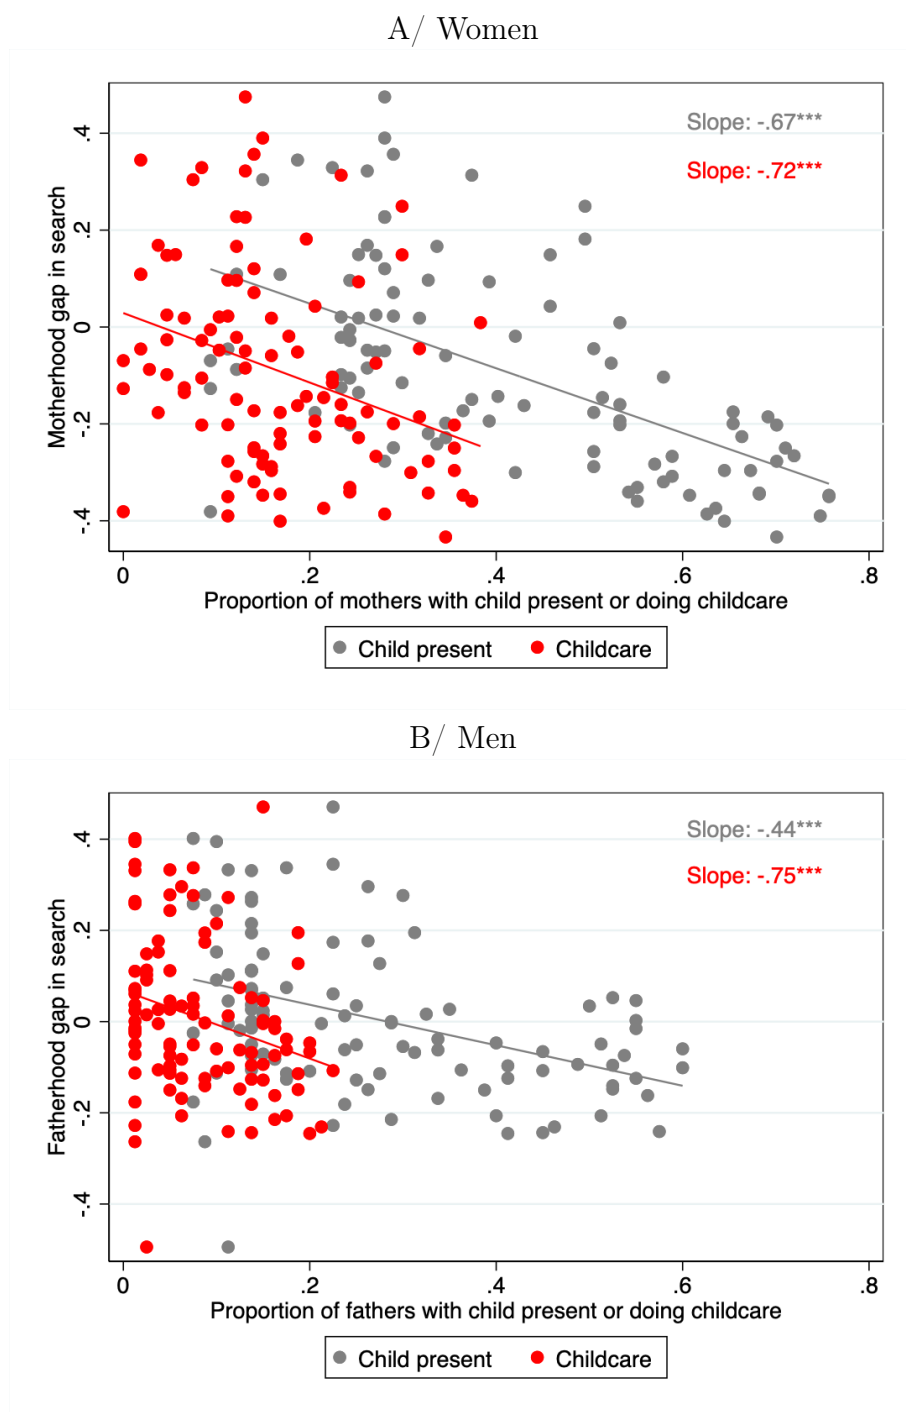 A/ Women
Slope: -.67***
Slope: -.72***
Motherhood gap in search
.4
.2
0
-.2
-.4
0 .2 .4 .6 .8
Proportion of mothers with child present or doing childcare
Child present Childcare
B/ Men
Slope: -.44***
Slope: -.75***
Fatherhood gap in search
.4
.2
0
-.2
-.4
0 .2 .4 .6 .8
Proportion of fathers with child present or doing childcare
Child present Childcare